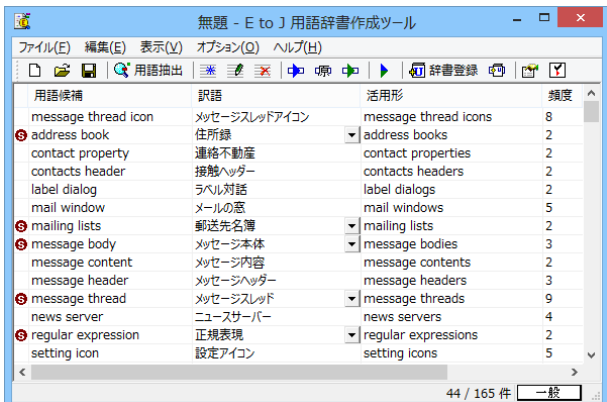 無題 - E to J 用語辞書作成ツール
ファイル(F) 編集(E) 表示(V) オプション(O) ヘルプ(H)
用語抽出 辞書登録
用語候補 訳語 活用形 頻度
message thread icon メッセージスレッドアイコン message thread icons 8
S address book 住所録 address books 2
contact property 連絡不動産 contact properties 2
contacts header 接触ヘッダー contacts headers 2
label dialog ラベル対話 label dialogs 2
mail window メールの窓 mail windows 5
S mailing lists 郵送先名簿 mailing lists 2
S message body メッセージ本体 message bodies 3
message content メッセージ内容 message contents 2
message header メッセージヘッダー message headers 3
S message thread メッセージスレッド message threads 9
news server ニュースサーバー news servers 4
S regular expression 正規表現 regular expressions 2
setting icon 設定アイコン setting icons 5
44 / 165 件 一般